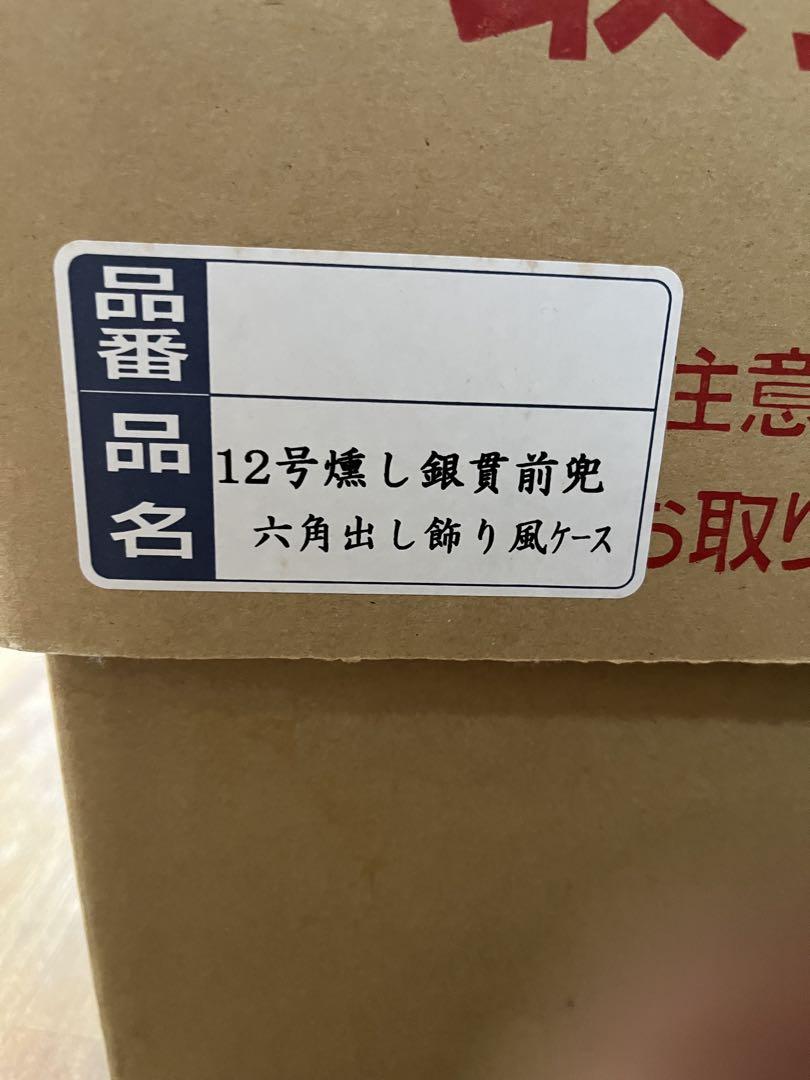 取
品番
品名
12号燻し銀貫前兜
六角出し飾り風ケース
注意
お取り